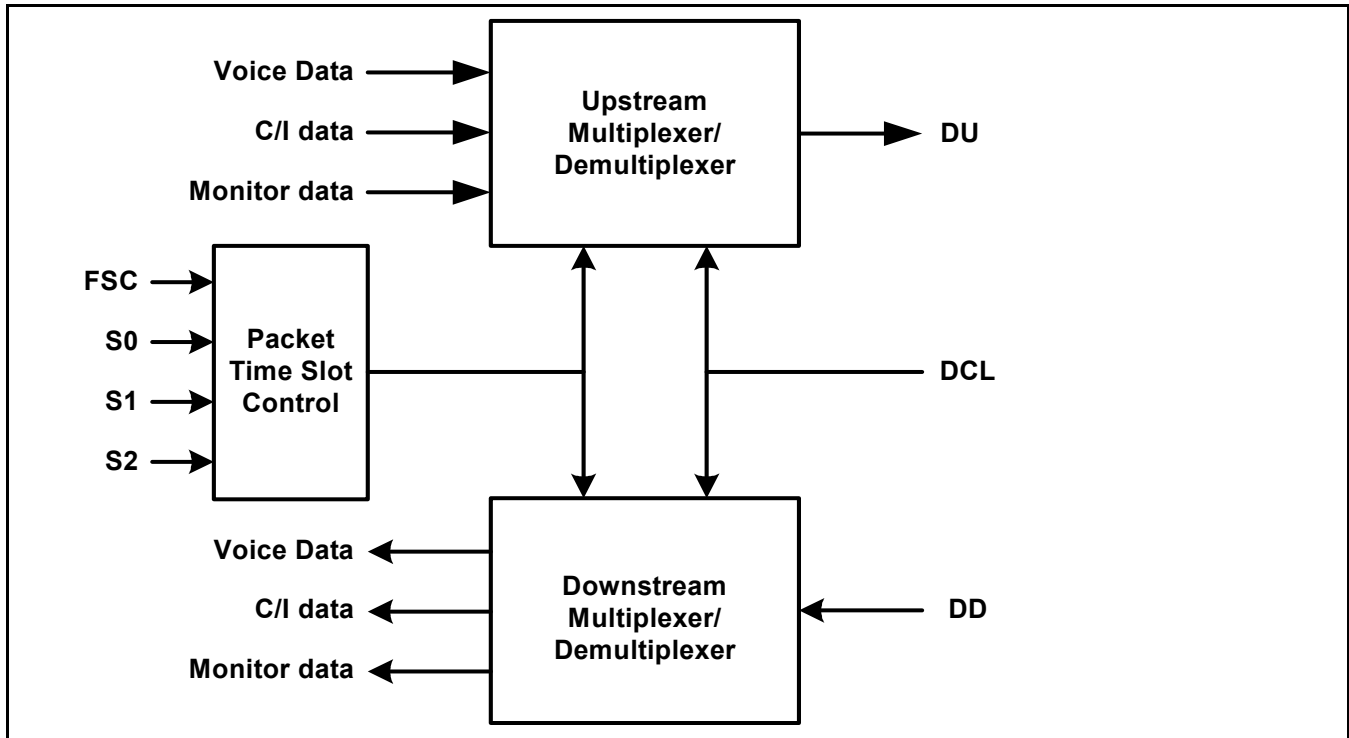 Voice Data
C/I data
Monitor data
Upstream
Multiplexer/
Demultiplexer
DU
FSC
S0
S1
S2
Packet
Time Slot
Control
DCL
Voice Data
C/I data
Monitor data
Downstream
Multiplexer/
Demultiplexer
DD